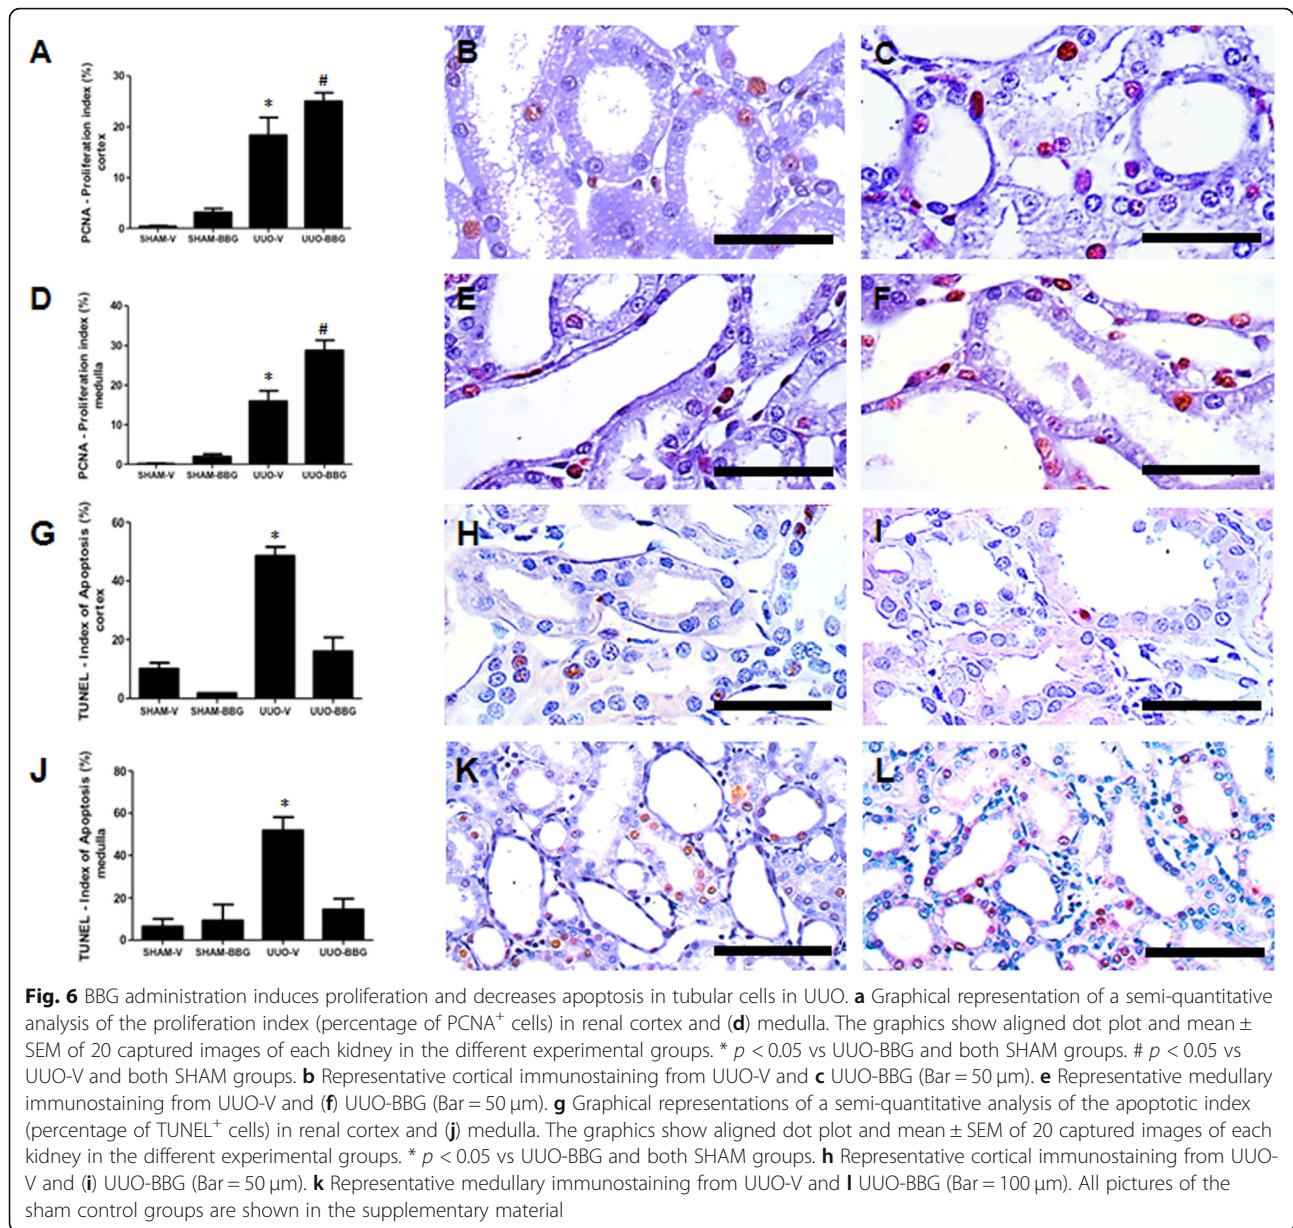 A
PCNA - Proliferation index (%)
cortex
30
20
10
0
*
#
SHAM-V SHAM-BBG UUO-V UUO-BBG
B
C
D
PCNA - Proliferation index (%)
medulla
40
30
20
10
0
*
#
SHAM-V SHAM-BBG UUO-V UUO-BBG
E
F
G
TUNEL - Index of Apoptosis (%)
cortex
60
40
20
0
*
SHAM-V SHAM-BBG UUO-V UUO-BBG
H
I
J
TUNEL - Index of Apoptosis (%)
medulla
80
60
40
20
0
*
SHAM-V SHAM-BBG UUO-V UUO-BBG
K
L
Fig. 6 BBG administration induces proliferation and decreases apoptosis in tubular cells in UUO. a Graphical representation of a semi-quantitative
analysis of the proliferation index (percentage of PCNA+ cells) in renal cortex and (d) medulla. The graphics show aligned dot plot and mean ±
SEM of 20 captured images of each kidney in the different experimental groups. * p < 0.05 vs UUO-BBG and both SHAM groups. # p < 0.05 vs
UUO-V and both SHAM groups. b Representative cortical immunostaining from UUO-V and c UUO-BBG (Bar = 50 μm). e Representative medullary
immunostaining from UUO-V and (f) UUO-BBG (Bar = 50 μm). g Graphical representations of a semi-quantitative analysis of the apoptotic index
(percentage of TUNEL+ cells) in renal cortex and (j) medulla. The graphics show aligned dot plot and mean ± SEM of 20 captured images of each
kidney in the different experimental groups. * p < 0.05 vs UUO-BBG and both SHAM groups. h Representative cortical immunostaining from UUO-
V and (i) UUO-BBG (Bar = 50 μm). k Representative medullary immunostaining from UUO-V and l UUO-BBG (Bar = 100 μm). All pictures of the
sham control groups are shown in the supplementary material